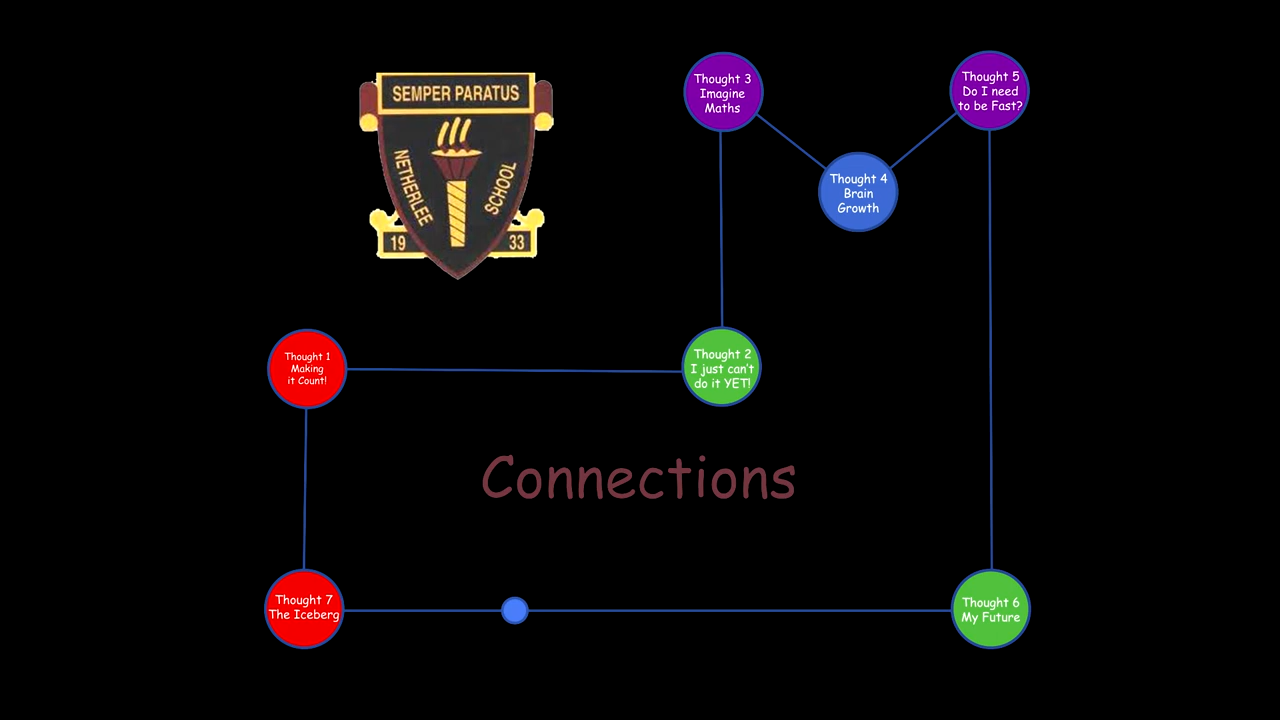 SEMPER PARATUS
NETHERLEE
SCHOOL
19
33
Thought 3
Imagine
Maths
Thought 5
Do I need
to be Fast?
Thought 4
Brain
Growth
Thought 1
Making
it Count!
Thought 2
I just can't
do it YET!
Connections
Thought 7
The Iceberg
Thought 6
My Future